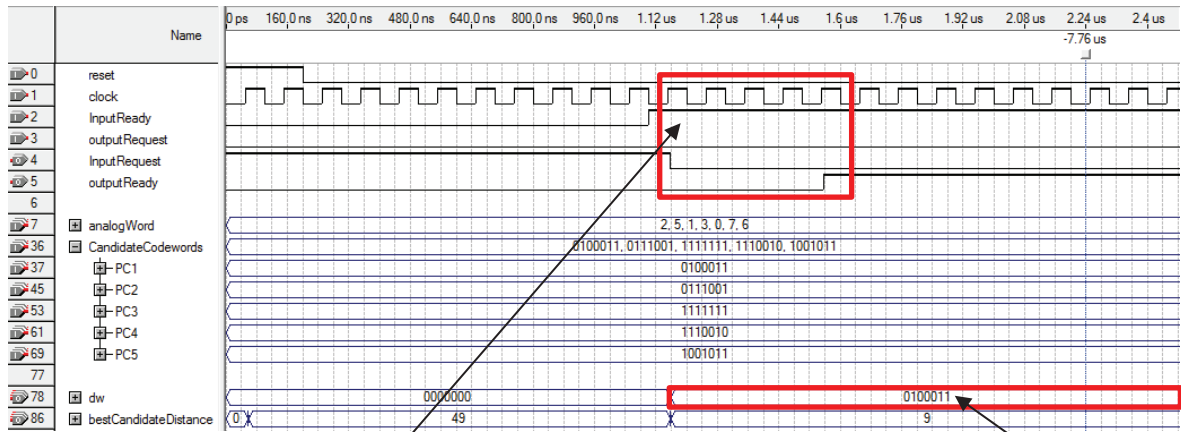 Name
0 ps 160.0 ns 320.0 ns 480.0 ns 640.0 ns 800.0 ns 960.0 ns 1.12 us 1.28 us 1.44 us 1.6 us 1.76 us 1.92 us 2.08 us 2.24 us 2.4 us
-7.76 us
0 reset
1 clock
2 InputReady
3 outputRequest
4 InputRequest
5 outputReady
6
7 analogWord 2, 5, 1, 3, 0, 7, 6
36 CandidateCodewords 0100011, 0111001, 1111111, 1110010, 1001011
37 PC1 0100011
45 PC2 0111001
53 PC3 1111111
61 PC4 1110010
69 PC5 1001011
77
78 dw 0000000 0100011
86 bestCandidateDistance 0 49 9